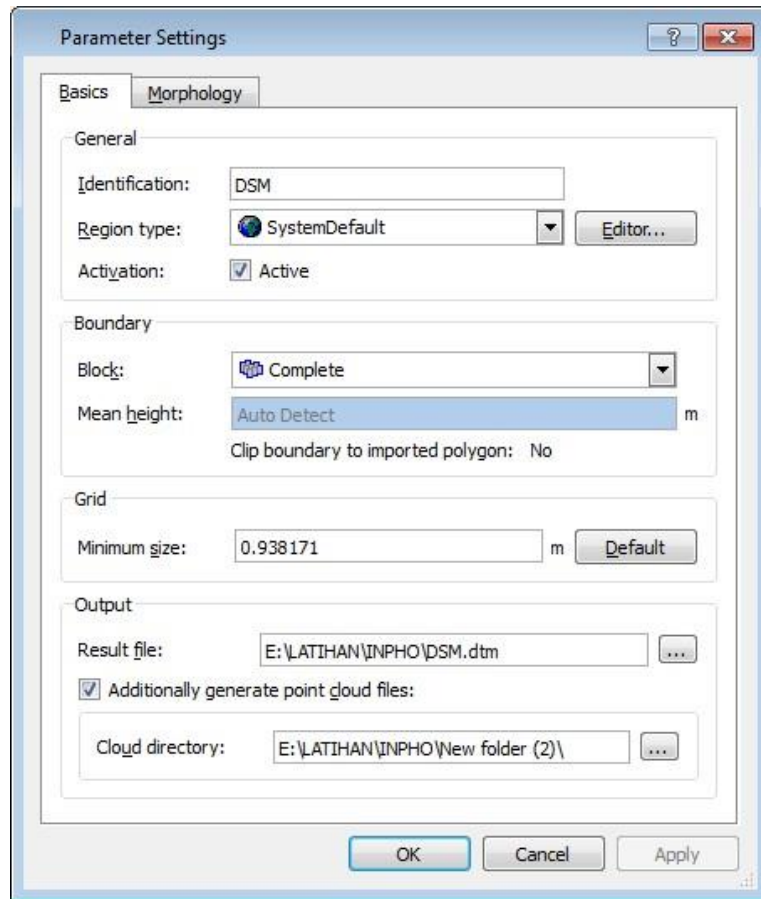 Parameter Settings
Basics Morphology
General
Identification: DSM
Region type: SystemDefault Editor...
Activation: Active
Boundary
Block: Complete
Mean height: Auto Detect m
Clip boundary to imported polygon: No
Grid
Minimum size: 0.938171 m Default
Output
Result file: E:\LATIHAN\INPHO\DSM.dtm ...
Additionally generate point cloud files:
Cloud directory: E:\LATIHAN\INPHO\New folder (2)\ ...
OK Cancel Apply